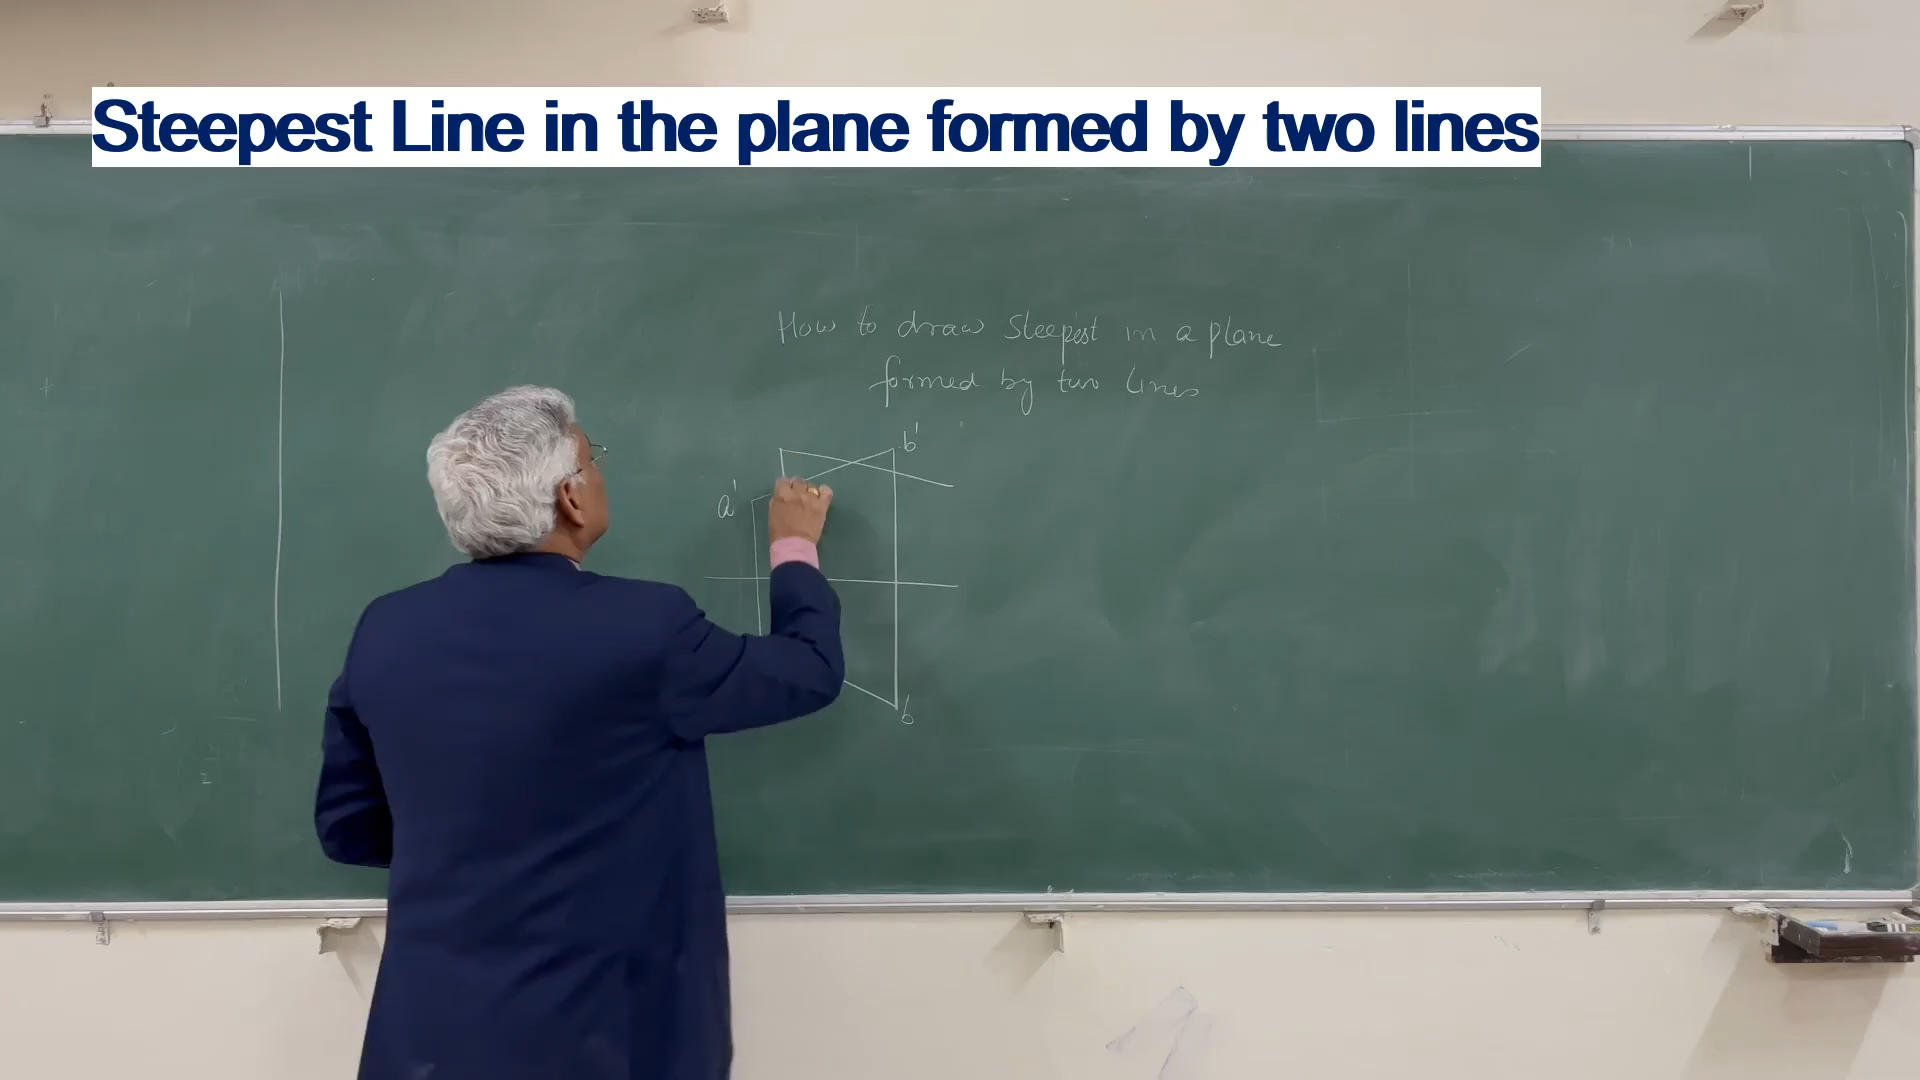 Steepest Line in the plane formed by two lines
How to draw Steepest in a plane
formed by two lines
b'
a'
b